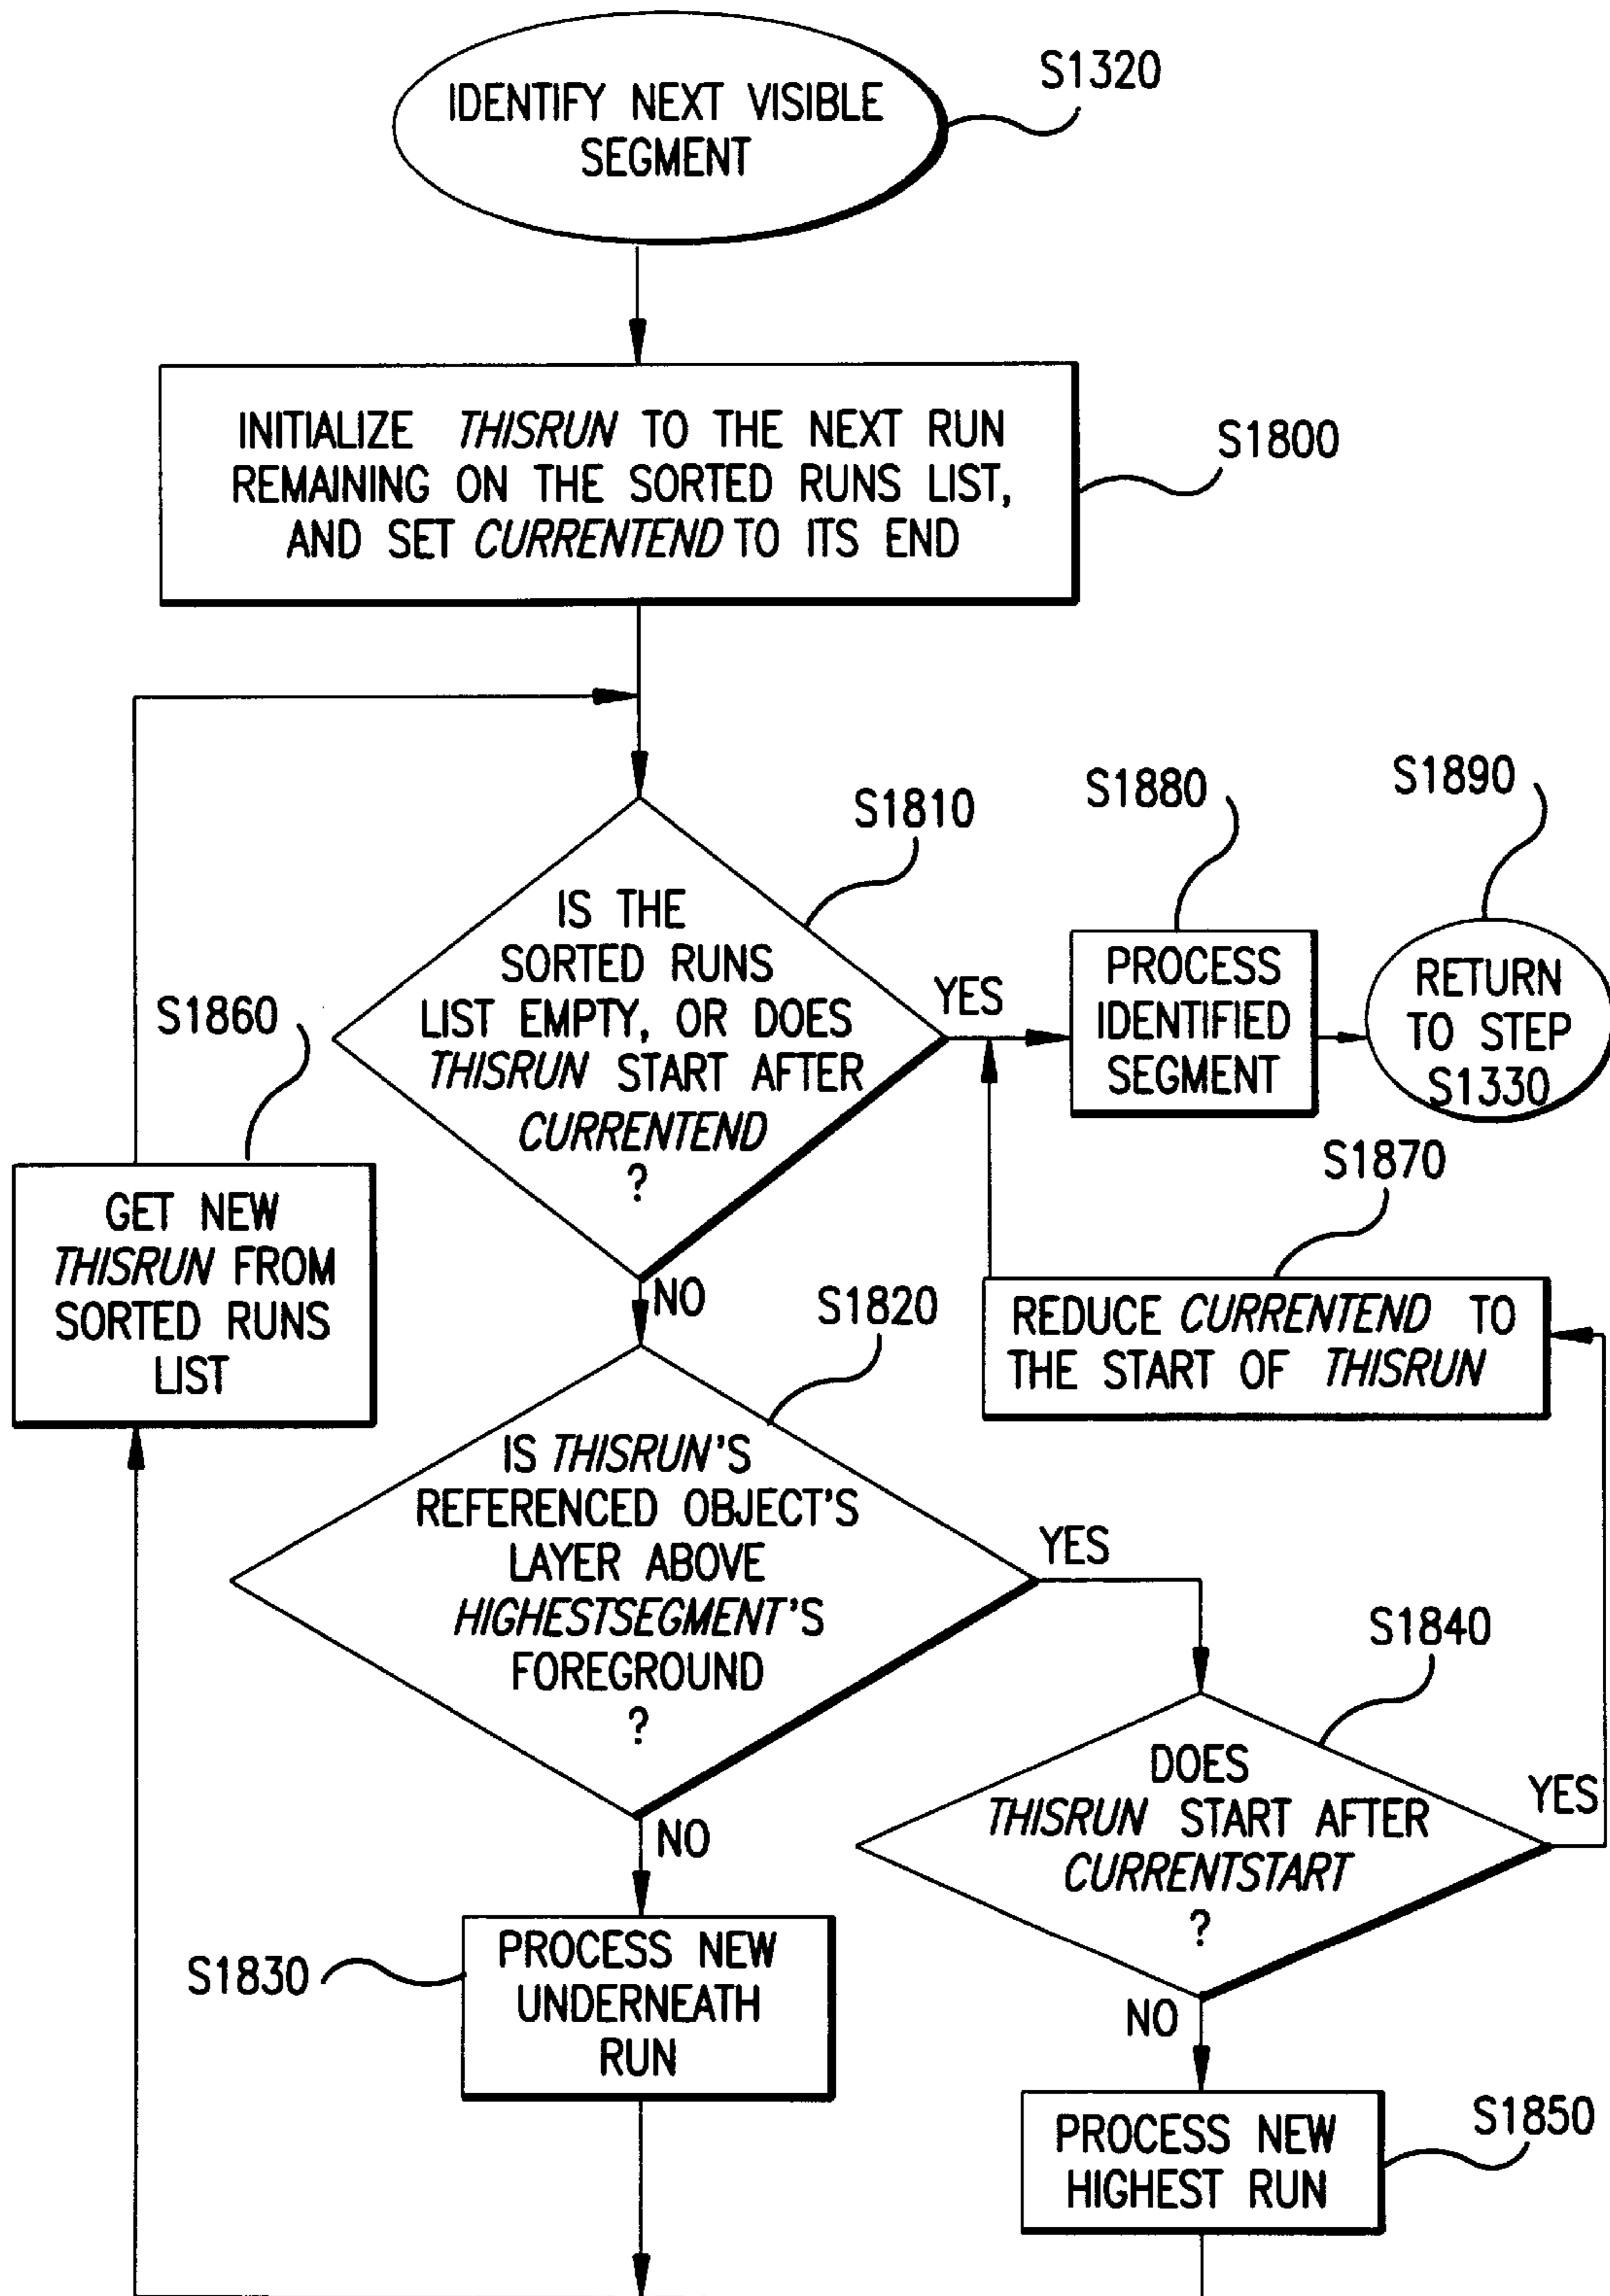 IDENTIFY NEXT VISIBLE
SEGMENT
S1320
INITIALIZE THISRUN TO THE NEXT RUN
REMAINING ON THE SORTED RUNS LIST,
AND SET CURRENTEND TO ITS END
S1800
IS THE
SORTED RUNS
LIST EMPTY, OR DOES
THISRUN START AFTER
CURRENTEND
?
S1810
YES
NO
PROCESS
IDENTIFIED
SEGMENT
S1880
RETURN
TO STEP
S1330
S1890
GET NEW
THISRUN FROM
SORTED RUNS
LIST
S1860
REDUCE CURRENTEND TO
THE START OF THISRUN
S1870
IS THISRUN'S
REFERENCED OBJECT'S
LAYER ABOVE
HIGHESTSEGMENT'S
FOREGROUND
?
S1820
YES
NO
DOES
THISRUN START AFTER
CURRENTSTART
?
S1840
YES
NO
PROCESS NEW
UNDERNEATH
RUN
S1830
PROCESS NEW
HIGHEST RUN
S1850